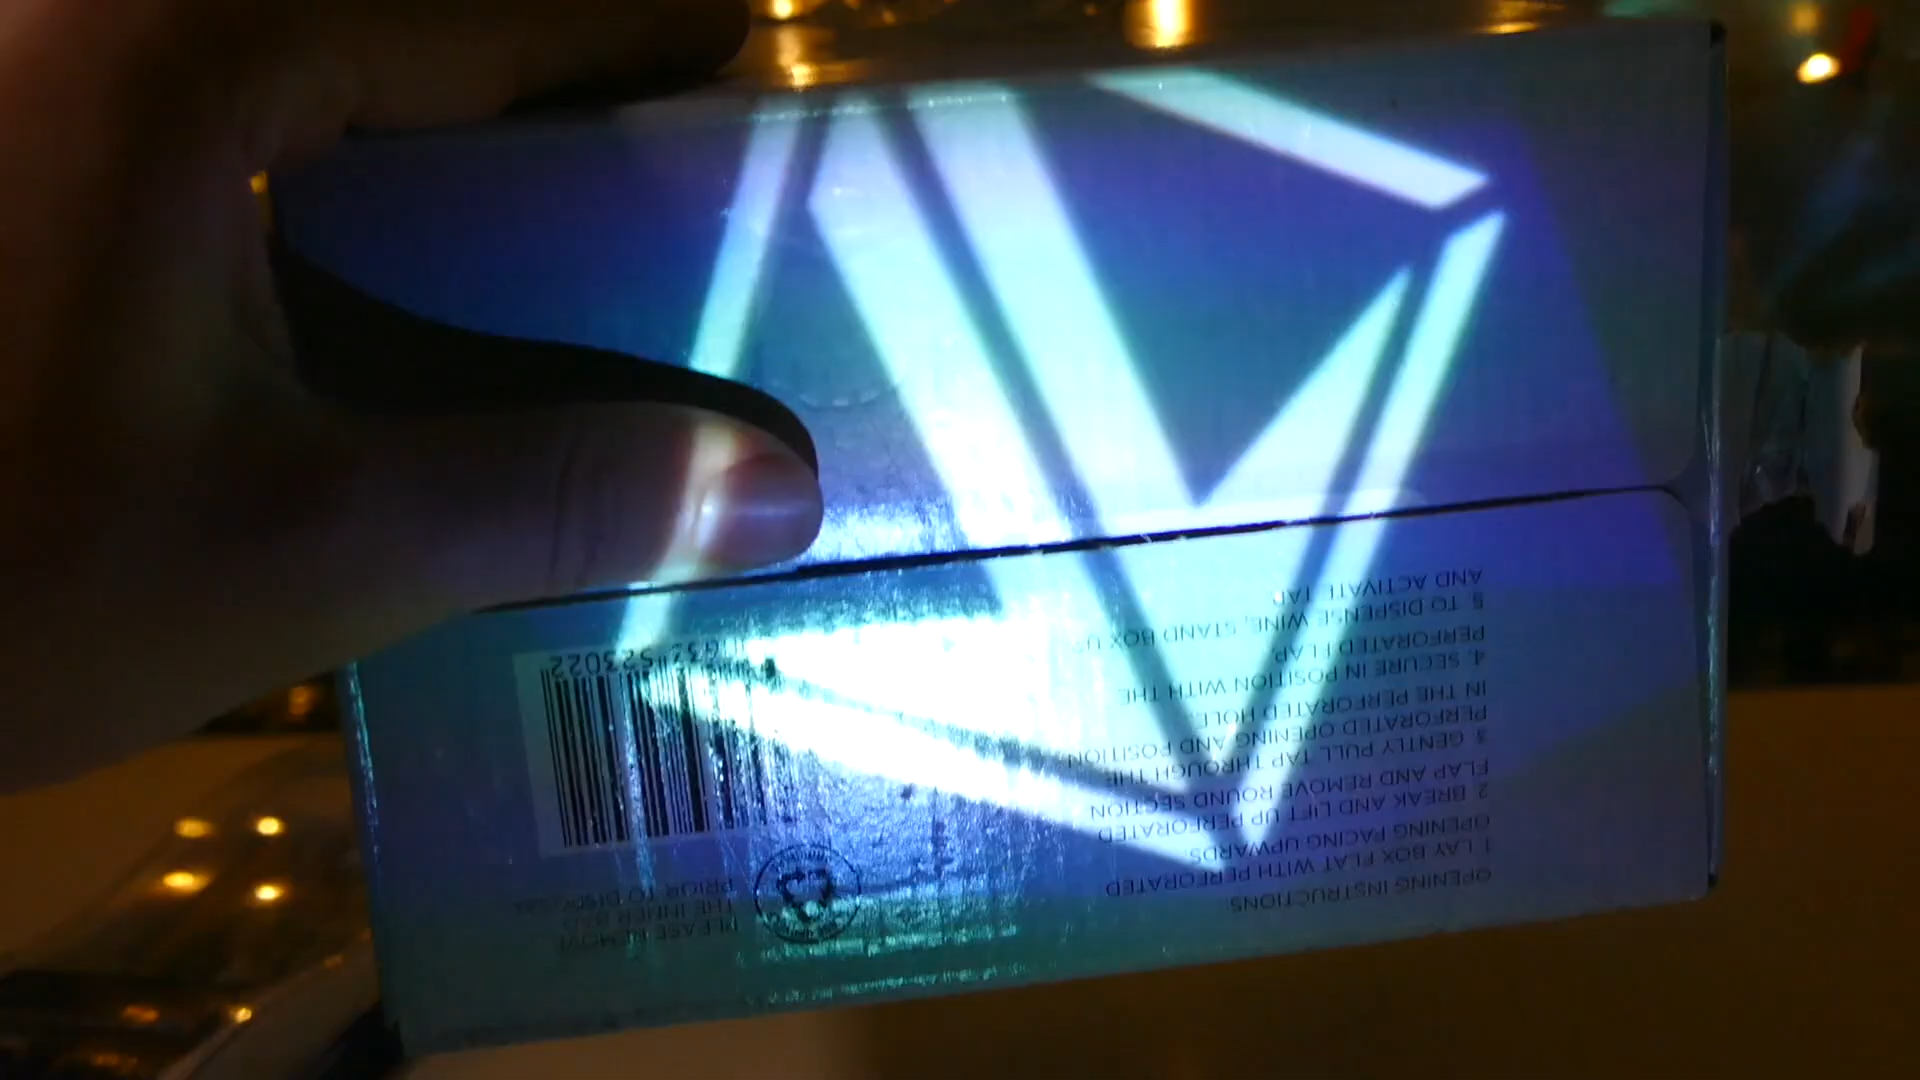 OPENING INSTRUCTIONS:
1 LAY BOX FLAT WITH PERFORATED
OPENING FACING UPWARDS.
2 BREAK AND LIFT UP PERFORATED
FLAP AND REMOVE ROUND SECTION
3 GENTLY PULL TAP THROUGH THE
PERFORATED OPENING AND POSITION
IN THE PERFORATED HOLE
4. SECURE IN POSITION WITH THE
PERFORATED FLAP
5. TO DISPENSE WINE, STAND BOX UP
AND ACTIVATE TAP
PLEASE REMOVE
THE INNER BAG
PRIOR TO DISPOSAL